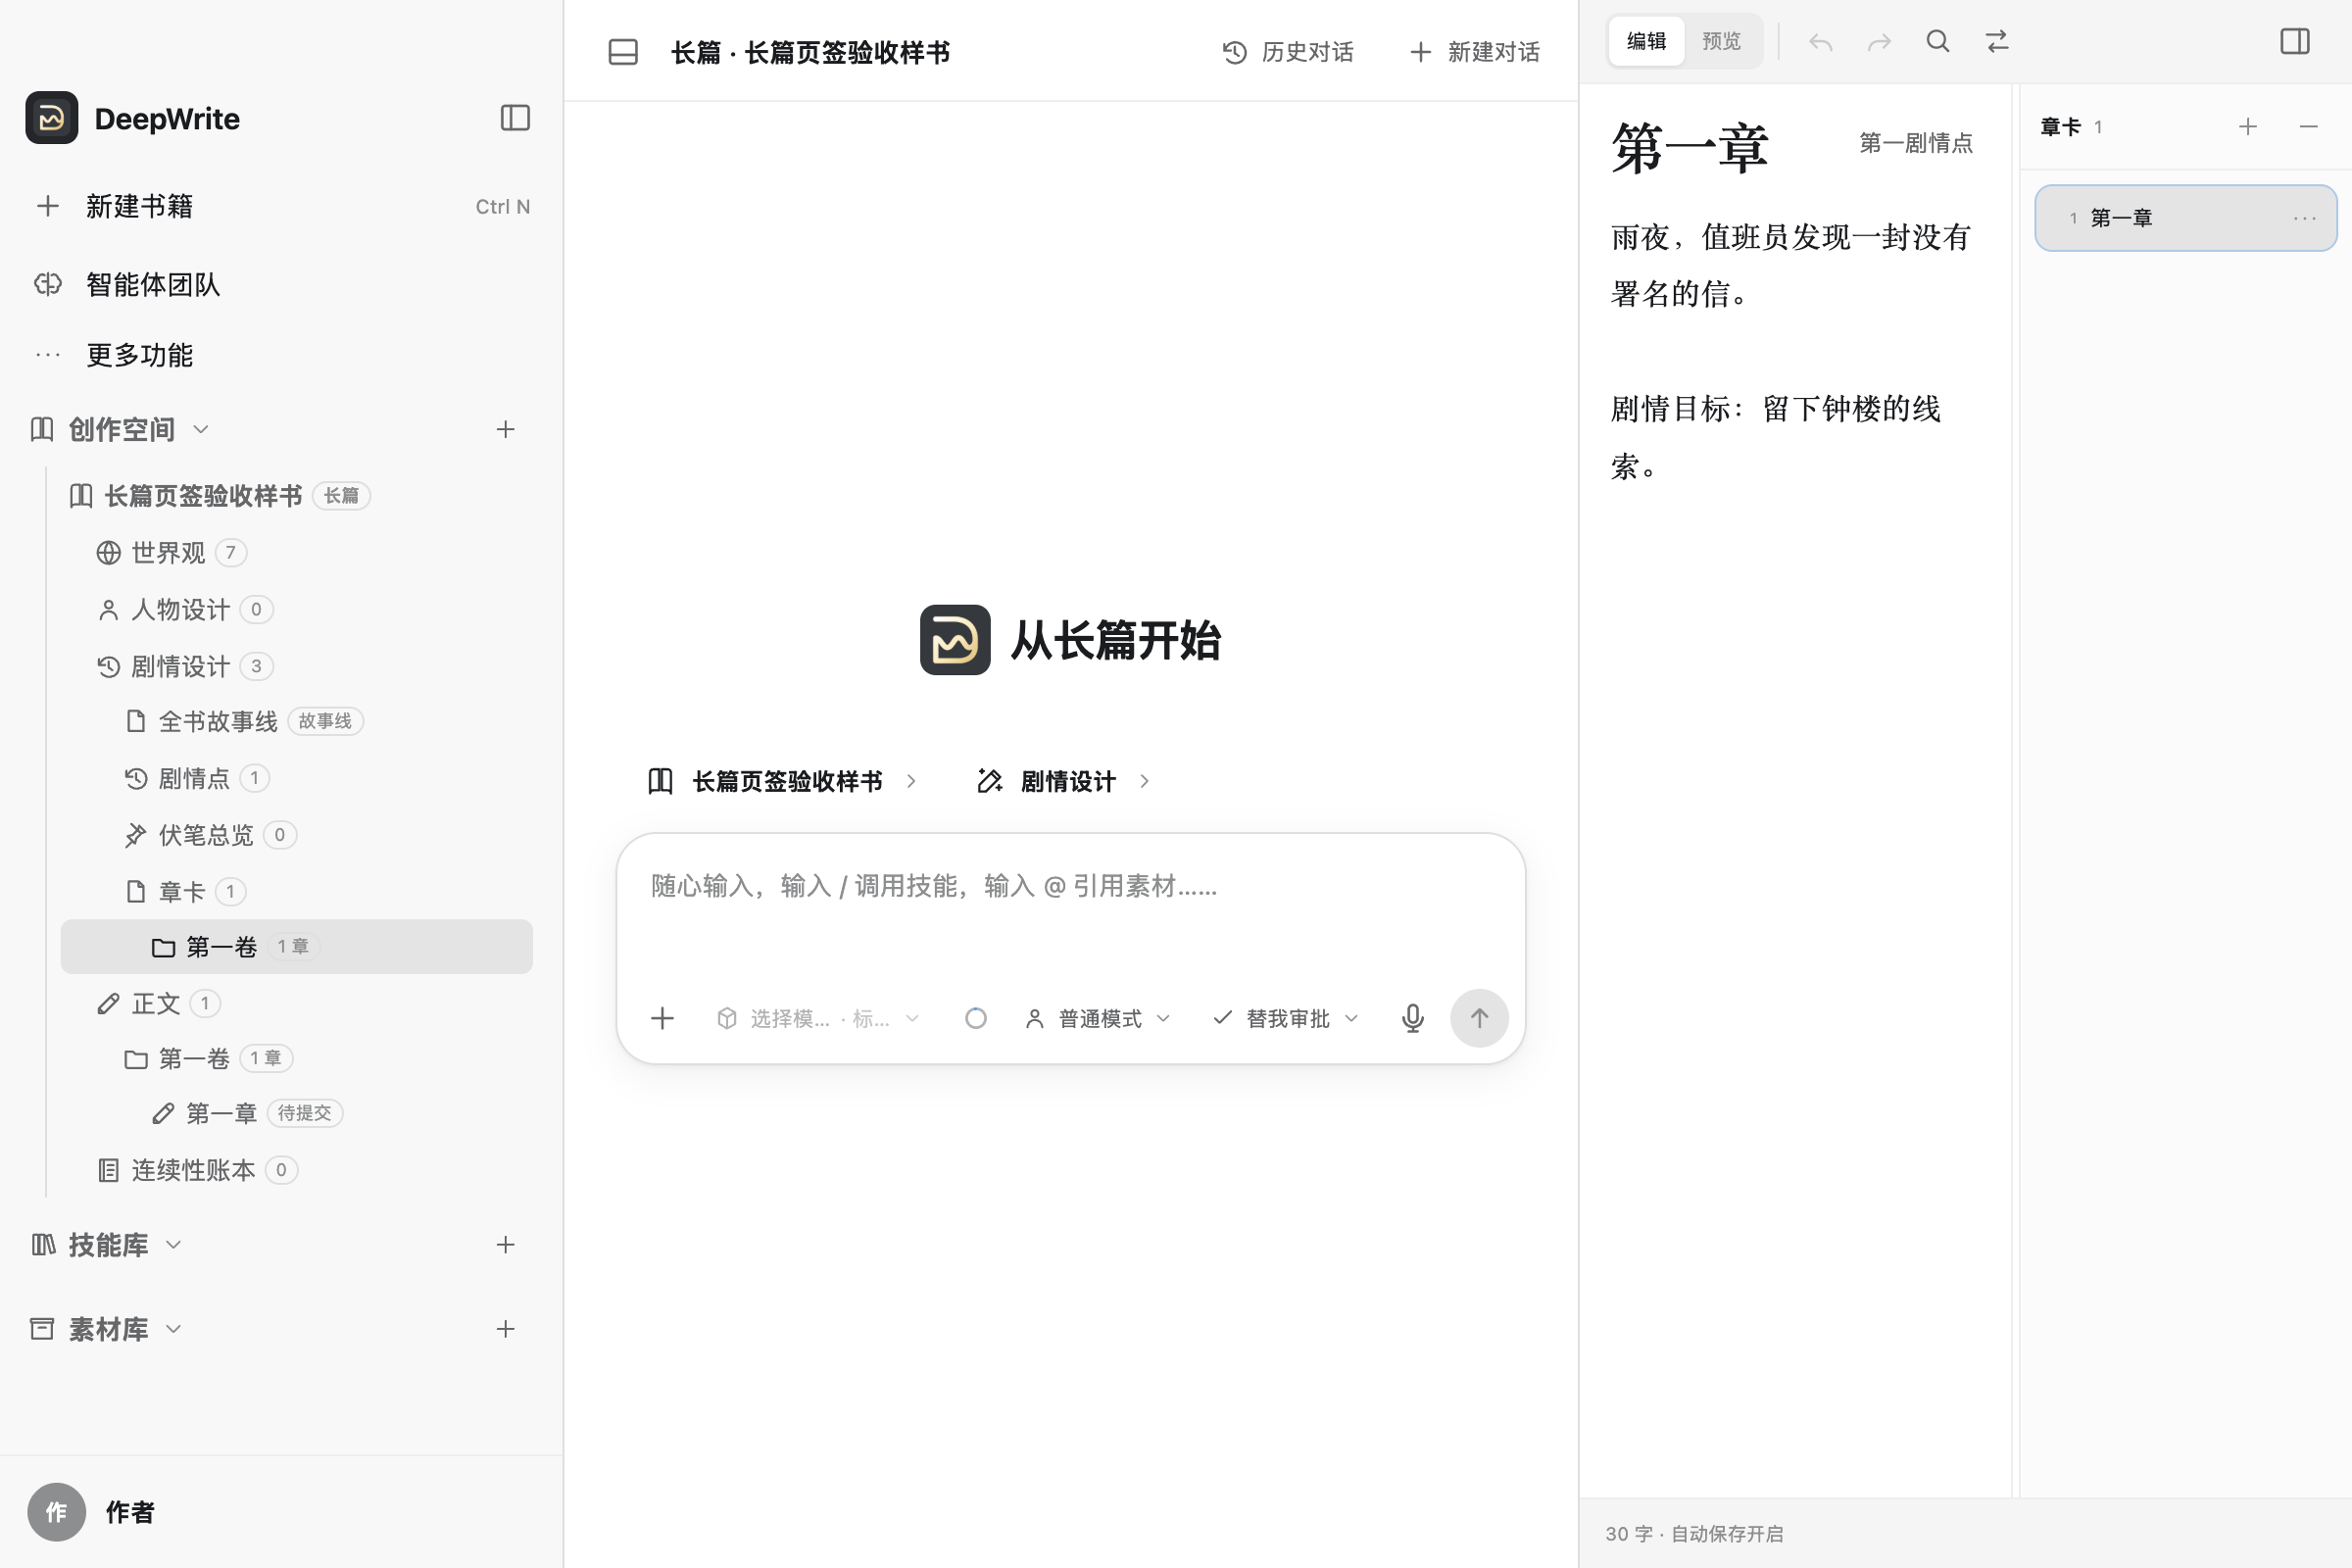 DeepWrite
新建书籍 Ctrl N
智能体团队
更多功能
创作空间
长篇页签验收样书 长篇
世界观 7
人物设计 0
剧情设计 3
全书故事线 故事线
剧情点 1
伏笔总览 0
章卡 1
第一卷 1 章
正文 1
第一卷 1 章
第一章 待提交
连续性账本 0
技能库
素材库
作 作者
长篇 · 长篇页签验收样书 历史对话 新建对话
从长篇开始
长篇页签验收样书 剧情设计
随心输入，输入 / 调用技能，输入 @ 引用素材……
选择模... · 标... 普通模式 替我审批
编辑 预览
第一章 第一剧情点
雨夜，值班员发现一封没有
署名的信。
剧情目标：留下钟楼的线
索。
章卡 1
1 第一章
30 字 · 自动保存开启